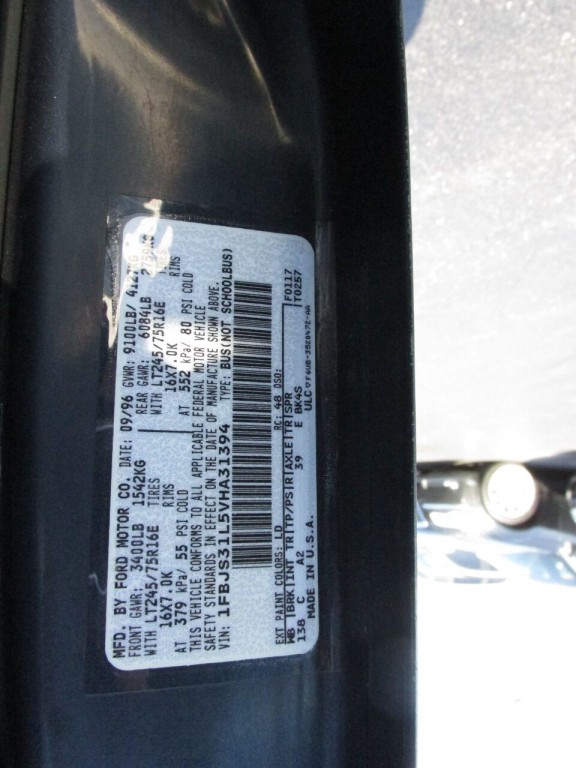 MFD. BY FORD MOTOR CO. DATE: 09/96 GVWR: 9100LB/ 4127KG
FRONT GAWR: 3400LB 1542KG REAR GAWR: 6084LB 2759KG
WITH LT245/75R16E TIRES WITH LT245/75R16E TIRES
16X7.0K RIMS 16X7.0K RIMS
AT 379 kPa/ 55 PSI COLD AT 552 kPa/ 80 PSI COLD
THIS VEHICLE CONFORMS TO ALL APPLICABLE FEDERAL MOTOR VEHICLE
SAFETY STANDARDS IN EFFECT ON THE DATE OF MANUFACTURE SHOWN ABOVE.
VIN: 1FBJS31L5VHA31394 TYPE: BUS(NOT SCHOOLBUS)
F0117
T0257
EXT PAINT COLORS: LD RC: 48 DSO:
WB |BRK|INT TR|TP/PS|R|AXLE|TR|SPR
138 C A2 39 E BK4S
MADE IN U.S.A. ULC